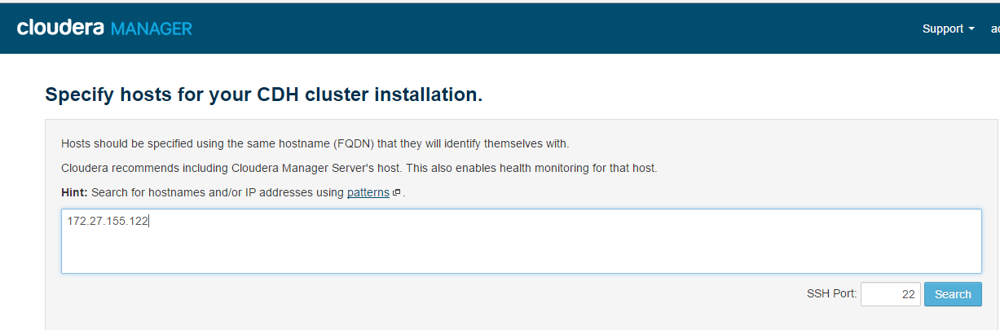 cloudera MANAGER
Support
Specify hosts for your CDH cluster installation.
Hosts should be specified using the same hostname (FQDN) that they will identify themselves with.
Cloudera recommends including Cloudera Manager Server's host. This also enables health monitoring for that host.
Hint: Search for hostnames and/or IP addresses using patterns .
172.27.155.122
SSH Port: 22 Search